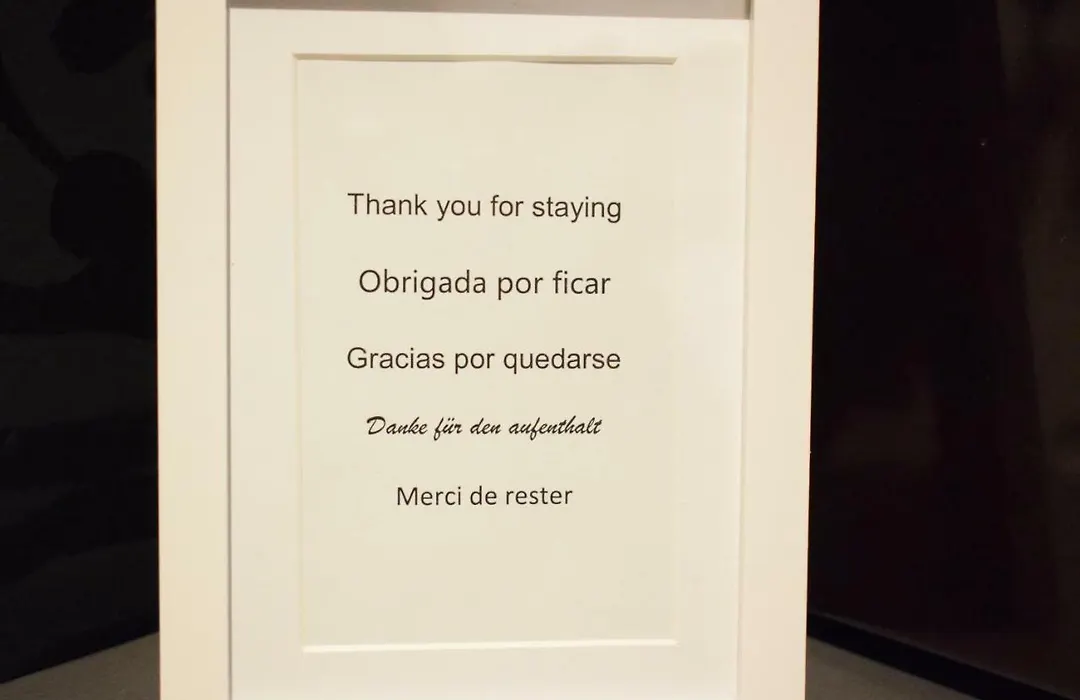 Thank you for staying
Obrigada por ficar
Gracias por quedarse
Danke für den aufenthalt
Merci de rester